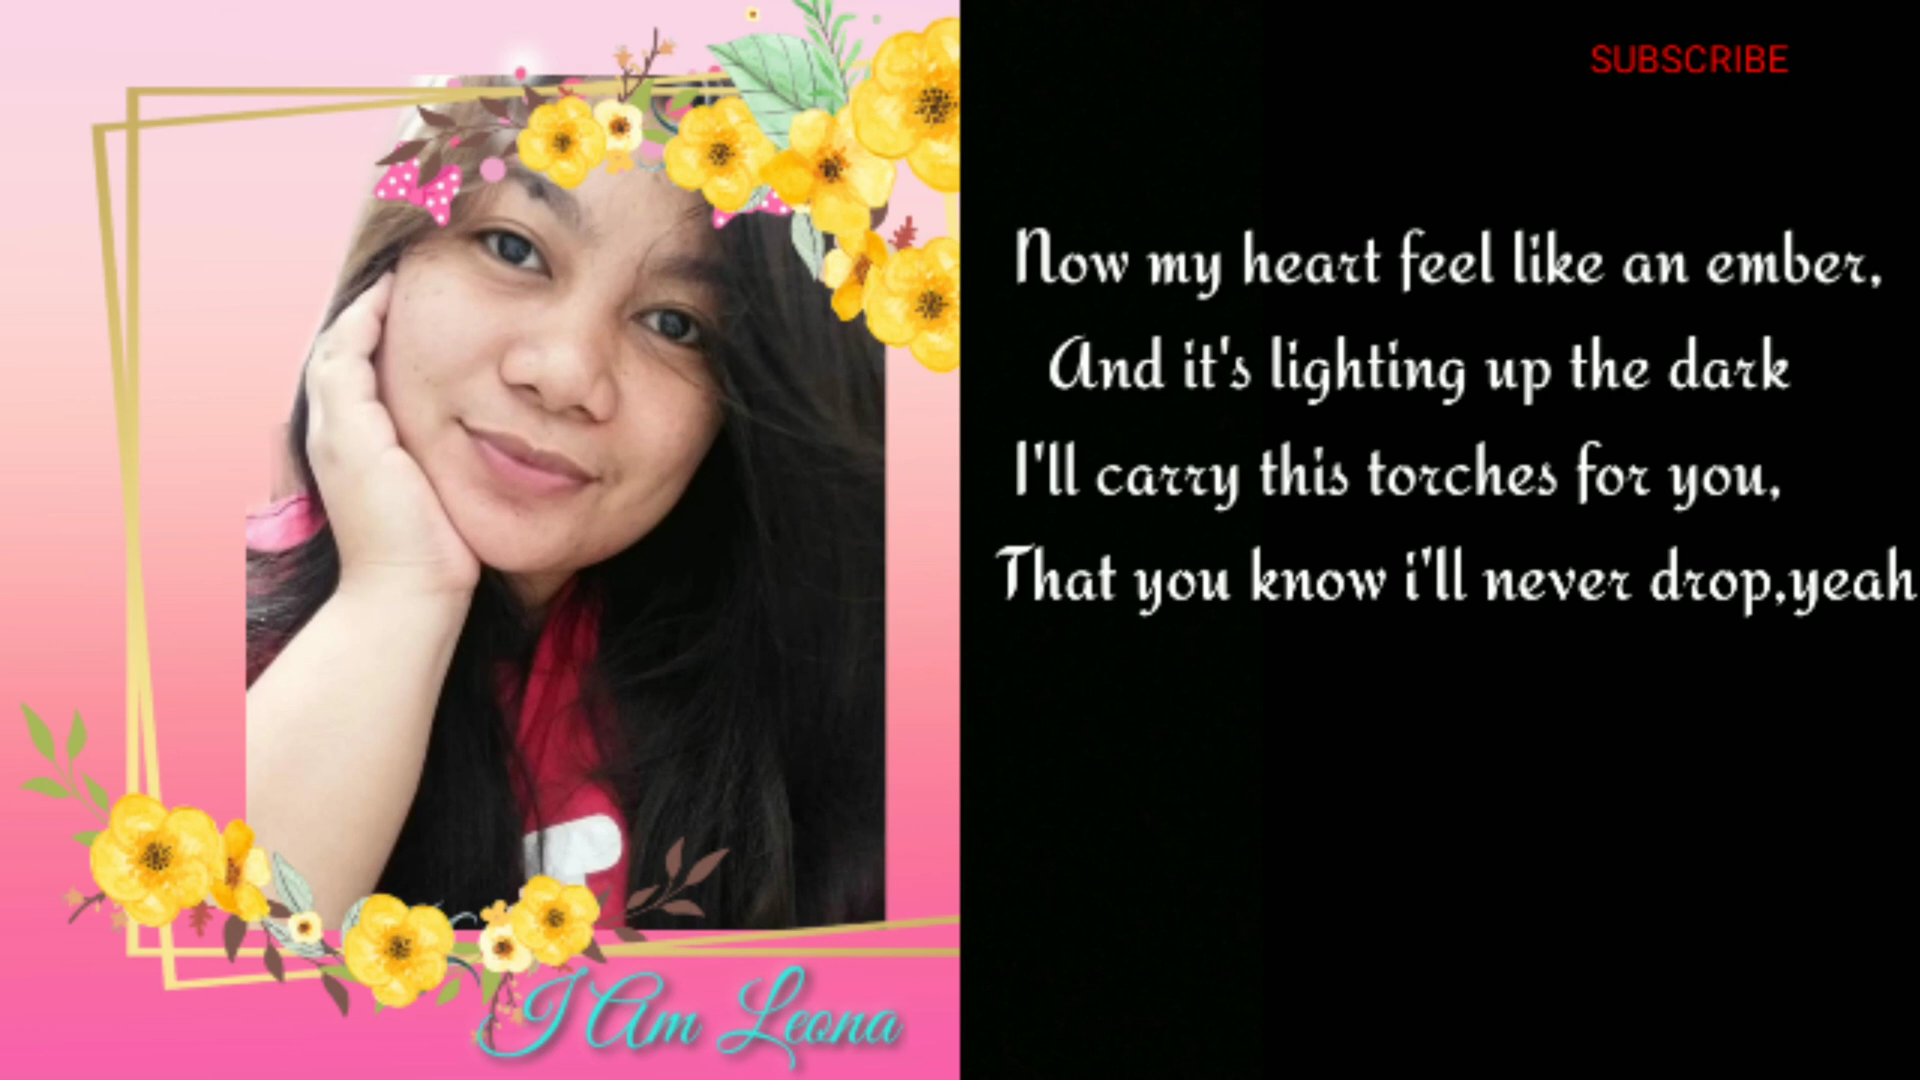 SUBSCRIBE
Now my heart feel like an ember,
And it's lighting up the dark
I'll carry this torches for you,
That you know i'll never drop,yeah
I Am Leona